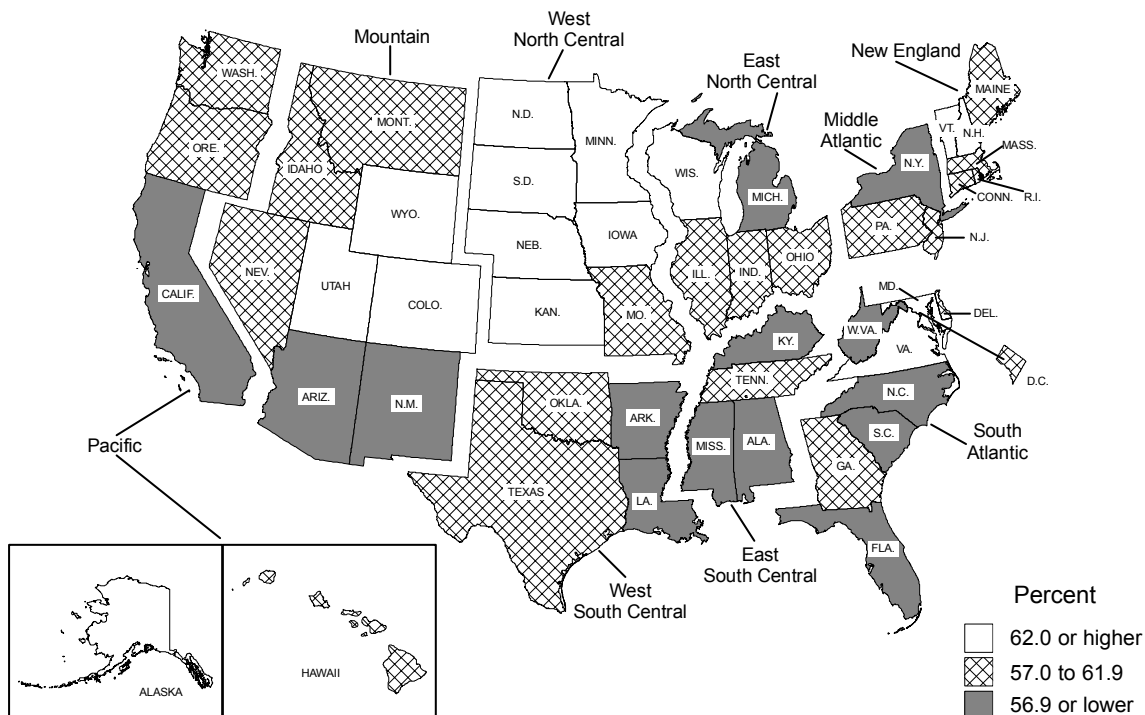 West
North Central
Mountain
New England
East
North Central
Middle
Atlantic
WASH.
MONT.
N.D.
MINN.
MAINE
VT.
N.H.
MASS.
ORE.
IDAHO
S.D.
WIS.
MICH.
N.Y.
CONN.
R.I.
WYO.
NEB.
IOWA
PA.
N.J.
NEV.
UTAH
COLO.
KAN.
ILL.
IND.
OHIO
MO.
MD.
DEL.
CALIF.
W.VA.
VA.
KY.
D.C.
TENN.
N.C.
ARIZ.
N.M.
OKLA.
ARK.
S.C.
South
Atlantic
Pacific
MISS.
ALA.
GA.
TEXAS
LA.
FLA.
East
South Central
West
South Central
ALASKA
HAWAII
Percent
62.0 or higher
57.0 to 61.9
56.9 or lower